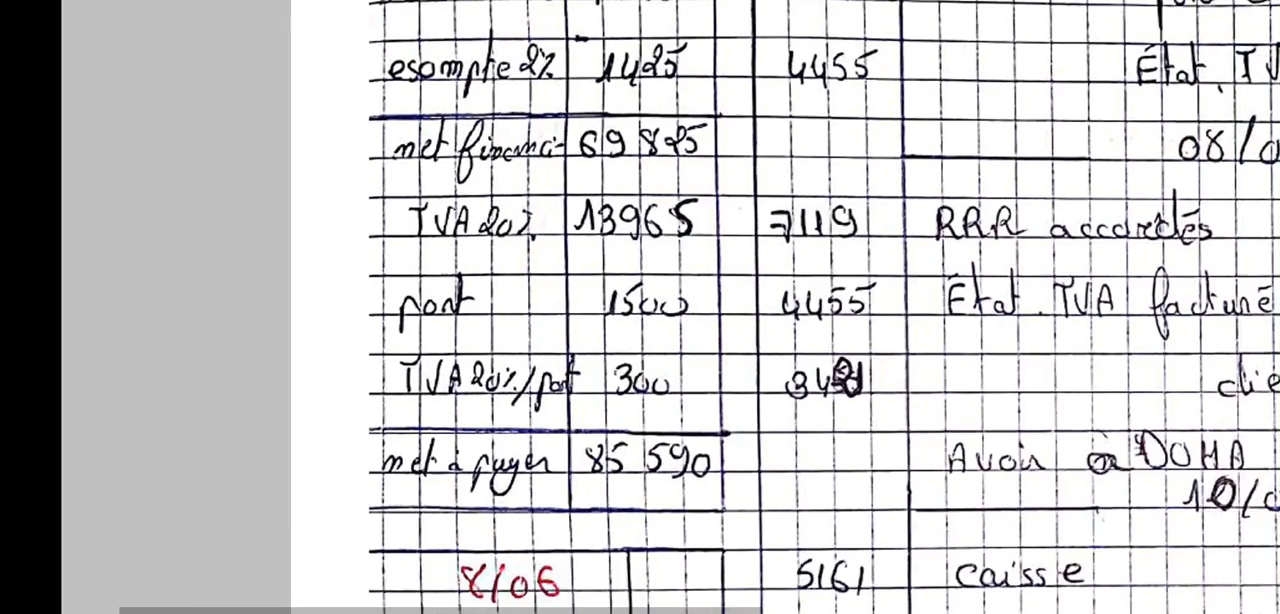 esompte 2% 1425 4455 État. TV
net financi 69 825 08/0
TVA 20% 13965 7119 RRR accordés
port 1500 4455 État. TVA facturé
TVA 20%/port 300 3421 clie
net à payer 85 590 Avoir à DOHA
10/0
8/06 5161 caisse